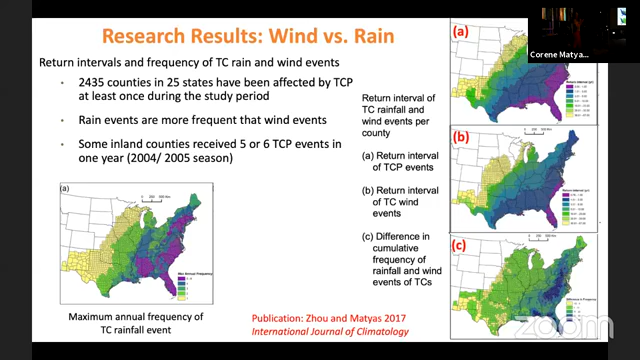 Research Results: Wind vs. Rain
Corene Matya...
Return intervals and frequency of TC rain and wind events
• 2435 counties in 25 states have been affected by TCP
at least once during the study period
• Rain events are more frequent that wind events
• Some inland counties received 5 or 6 TCP events in
one year (2004/ 2005 season)
Return interval
of TC rainfall and
wind events per
county
(a) Return interval
of TCP events
(b) Return interval
of TC wind
events
(c) Difference in
cumulative
frequency of
rainfall and wind
events of TCs
(a)
(b)
(c)
(a)
Max Annual Frequency
Maximum annual frequency of
TC rainfall event
Publication: Zhou and Matyas 2017
International Journal of Climatology
zoom